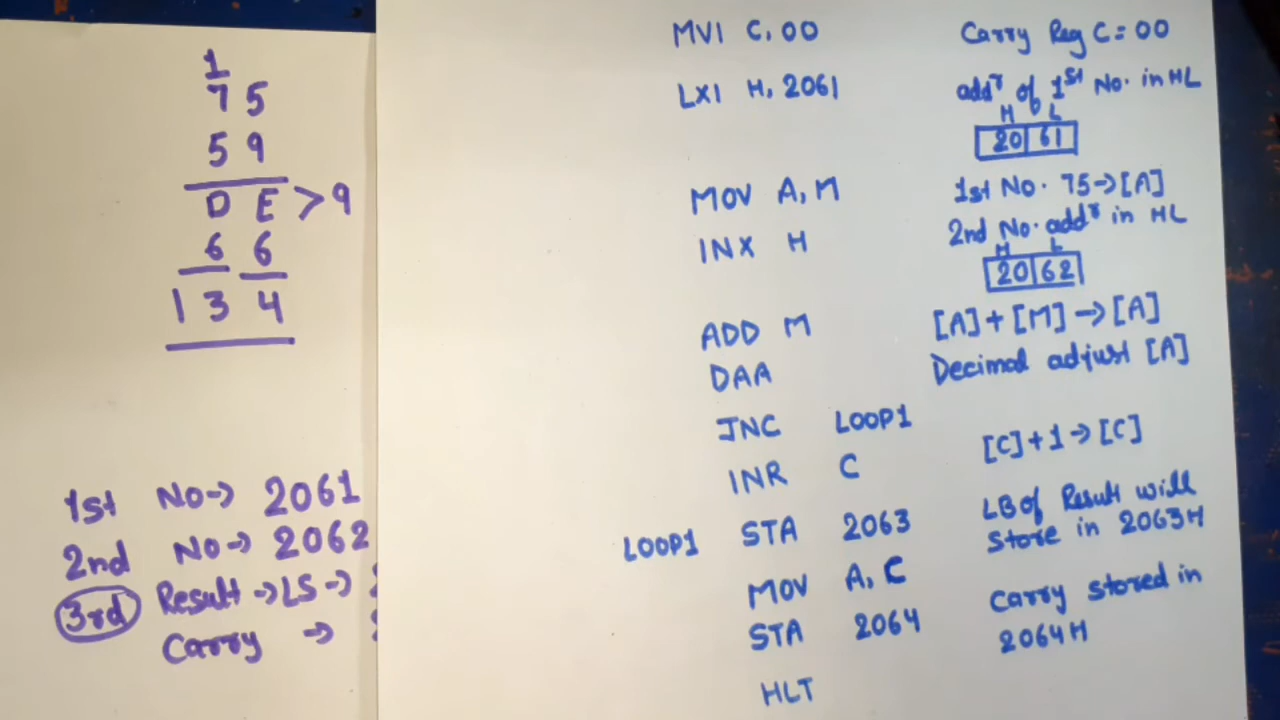 1
7 5
5 9
D E > 9
6 6
1 3 4
1st No-> 2061
2nd No-> 2062
3rd Result -> LS ->
Carry ->
MVI C, 00 Carry Reg C = 00
LXI H, 2061 addr of 1st No. in HL
H L
20 61
MOV A, M 1st No. 75 -> [A]
INX H 2nd No. addr in HL
H L
20 62
ADD M [A] + [M] -> [A]
DAA Decimal adjust [A]
JNC LOOP1
INR C [C] + 1 -> [C]
LOOP1 STA 2063 LB of Result will
Store in 2063H
MOV A, C Carry stored in
STA 2064 2064H
HLT